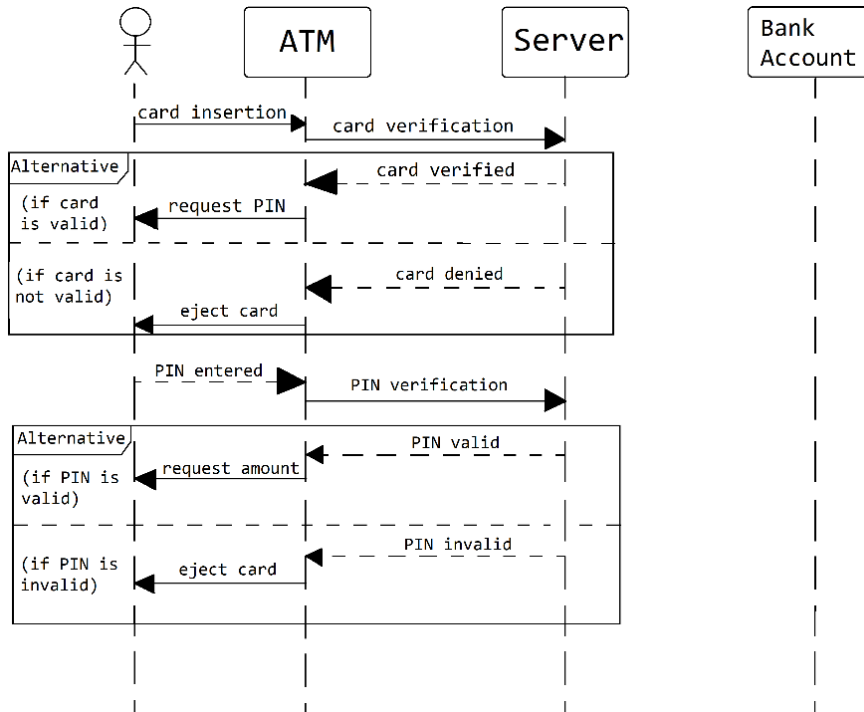 ATM
Server
Bank
Account
card insertion
card verification
Alternative
card verified
(if card
is valid)
request PIN
(if card is
not valid)
card denied
eject card
PIN entered
PIN verification
Alternative
PIN valid
request amount
(if PIN is
valid)
PIN invalid
(if PIN is
invalid)
eject card